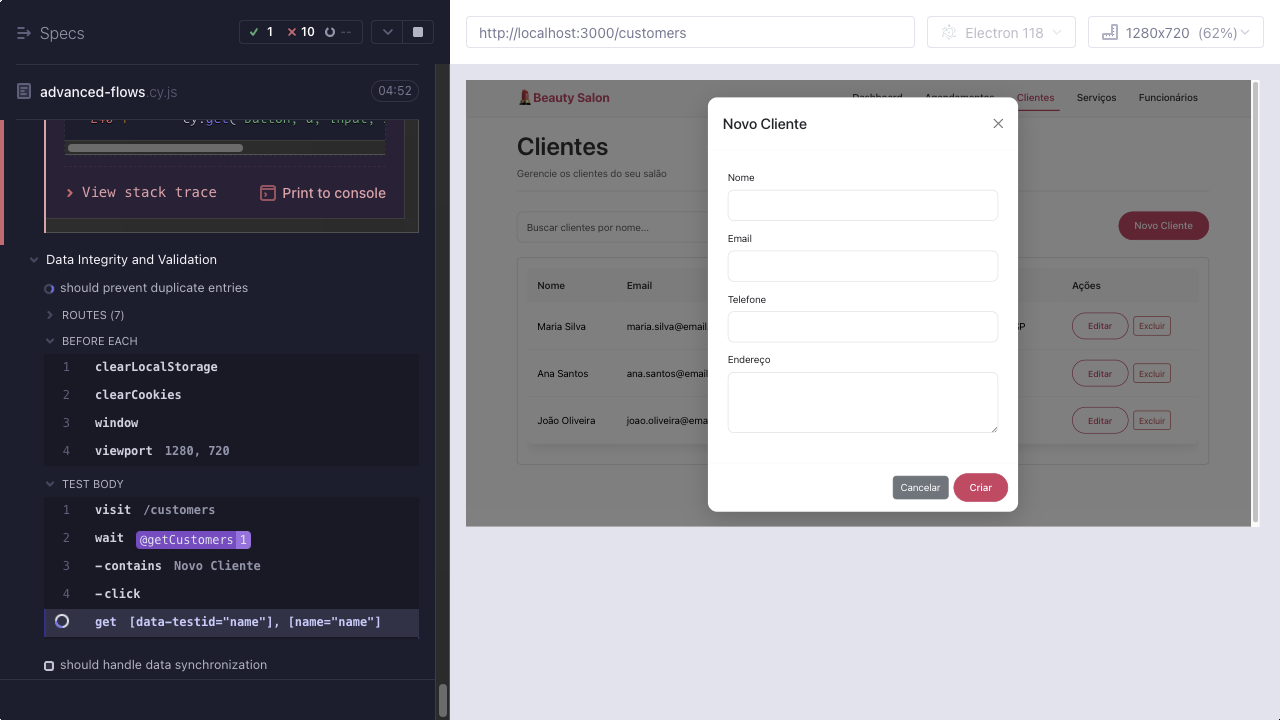 Specs
1
10
--
advanced-flows.cy.js
04:52
View stack trace
Print to console
Data Integrity and Validation
should prevent duplicate entries
ROUTES (7)
BEFORE EACH
1 clearLocalStorage
2 clearCookies
3 window
4 viewport 1280, 720
TEST BODY
1 visit /customers
2 wait @getCustomers 1
3 -contains Novo Cliente
4 -click
get [data-testid="name"], [name="name"]
should handle data synchronization
http://localhost:3000/customers
Electron 118
1280x720 (62%)
Beauty Salon
Dashboard Agendamentos Clientes Serviços Funcionários
Clientes
Gerencie os clientes do seu salão
Buscar clientes por nome...
Novo Cliente
Nome Email Ações
Maria Silva maria.silva@email SP Editar Excluir
Ana Santos ana.santos@email Editar Excluir
João Oliveira joao.oliveira@ema Editar Excluir
Novo Cliente
Nome
Email
Telefone
Endereço
Cancelar Criar